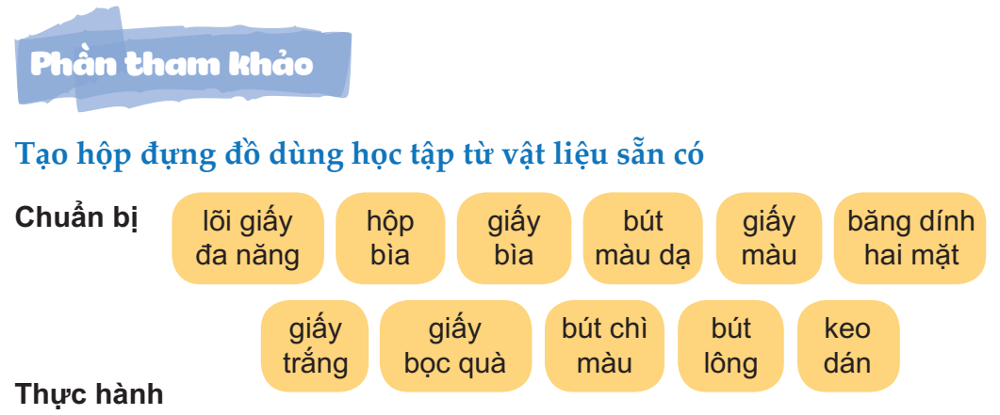 Phần tham khảo
Tạo hộp đựng đồ dùng học tập từ vật liệu sẵn có
Chuẩn bị
lõi giấy
đa năng
hộp
bìa
giấy
bìa
bút
màu dạ
giấy
màu
băng dính
hai mặt
giấy
trắng
giấy
bọc quà
bút chì
màu
bút
lông
keo
dán
Thực hành